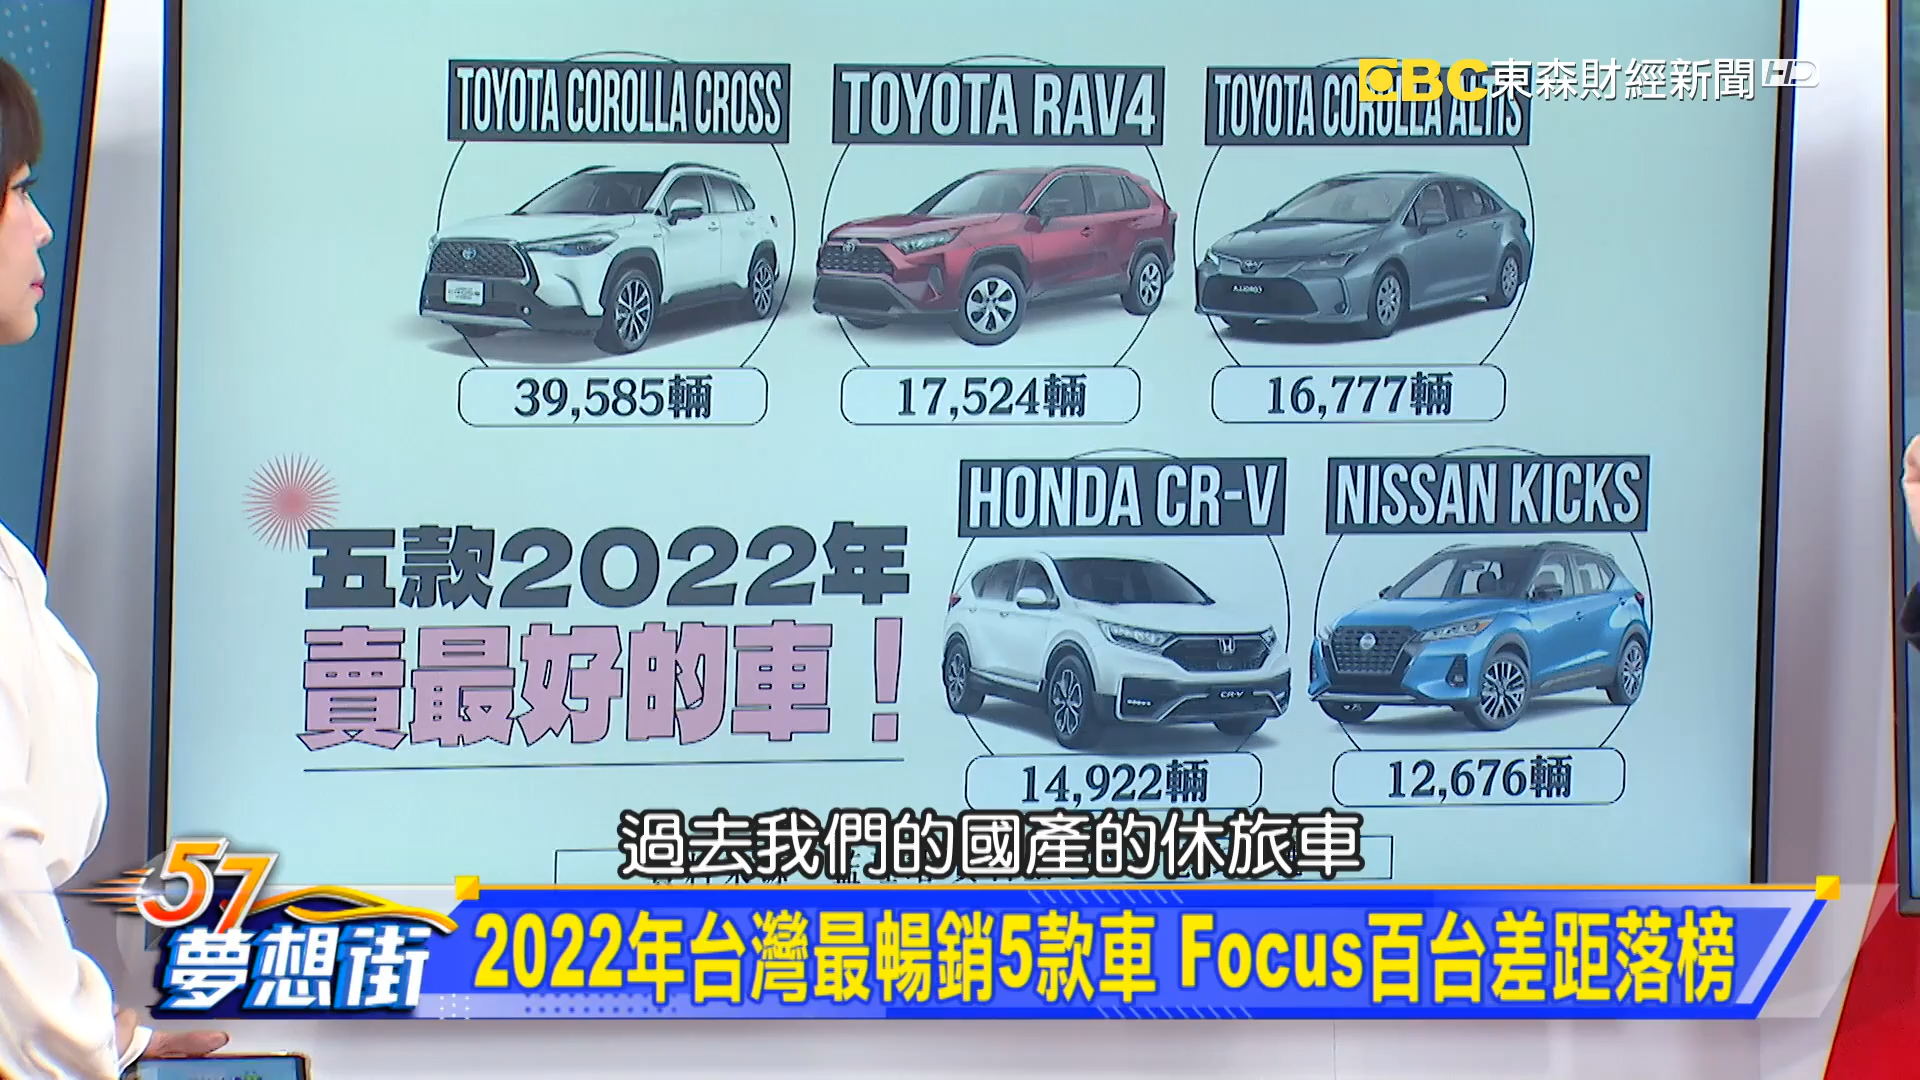 EBC東森財經新聞HD
TOYOTA COROLLA CROSS
TOYOTA RAV4
TOYOTA COROLLA ALTIS
39,585輛
17,524輛
16,777輛
HONDA CR-V
NISSAN KICKS
五款2022年
賣最好的車！
CR-V
14,922輛
12,676輛
過去我們的國產的休旅車
57
夢想街
2022年台灣最暢銷5款車 Focus百台差距落榜